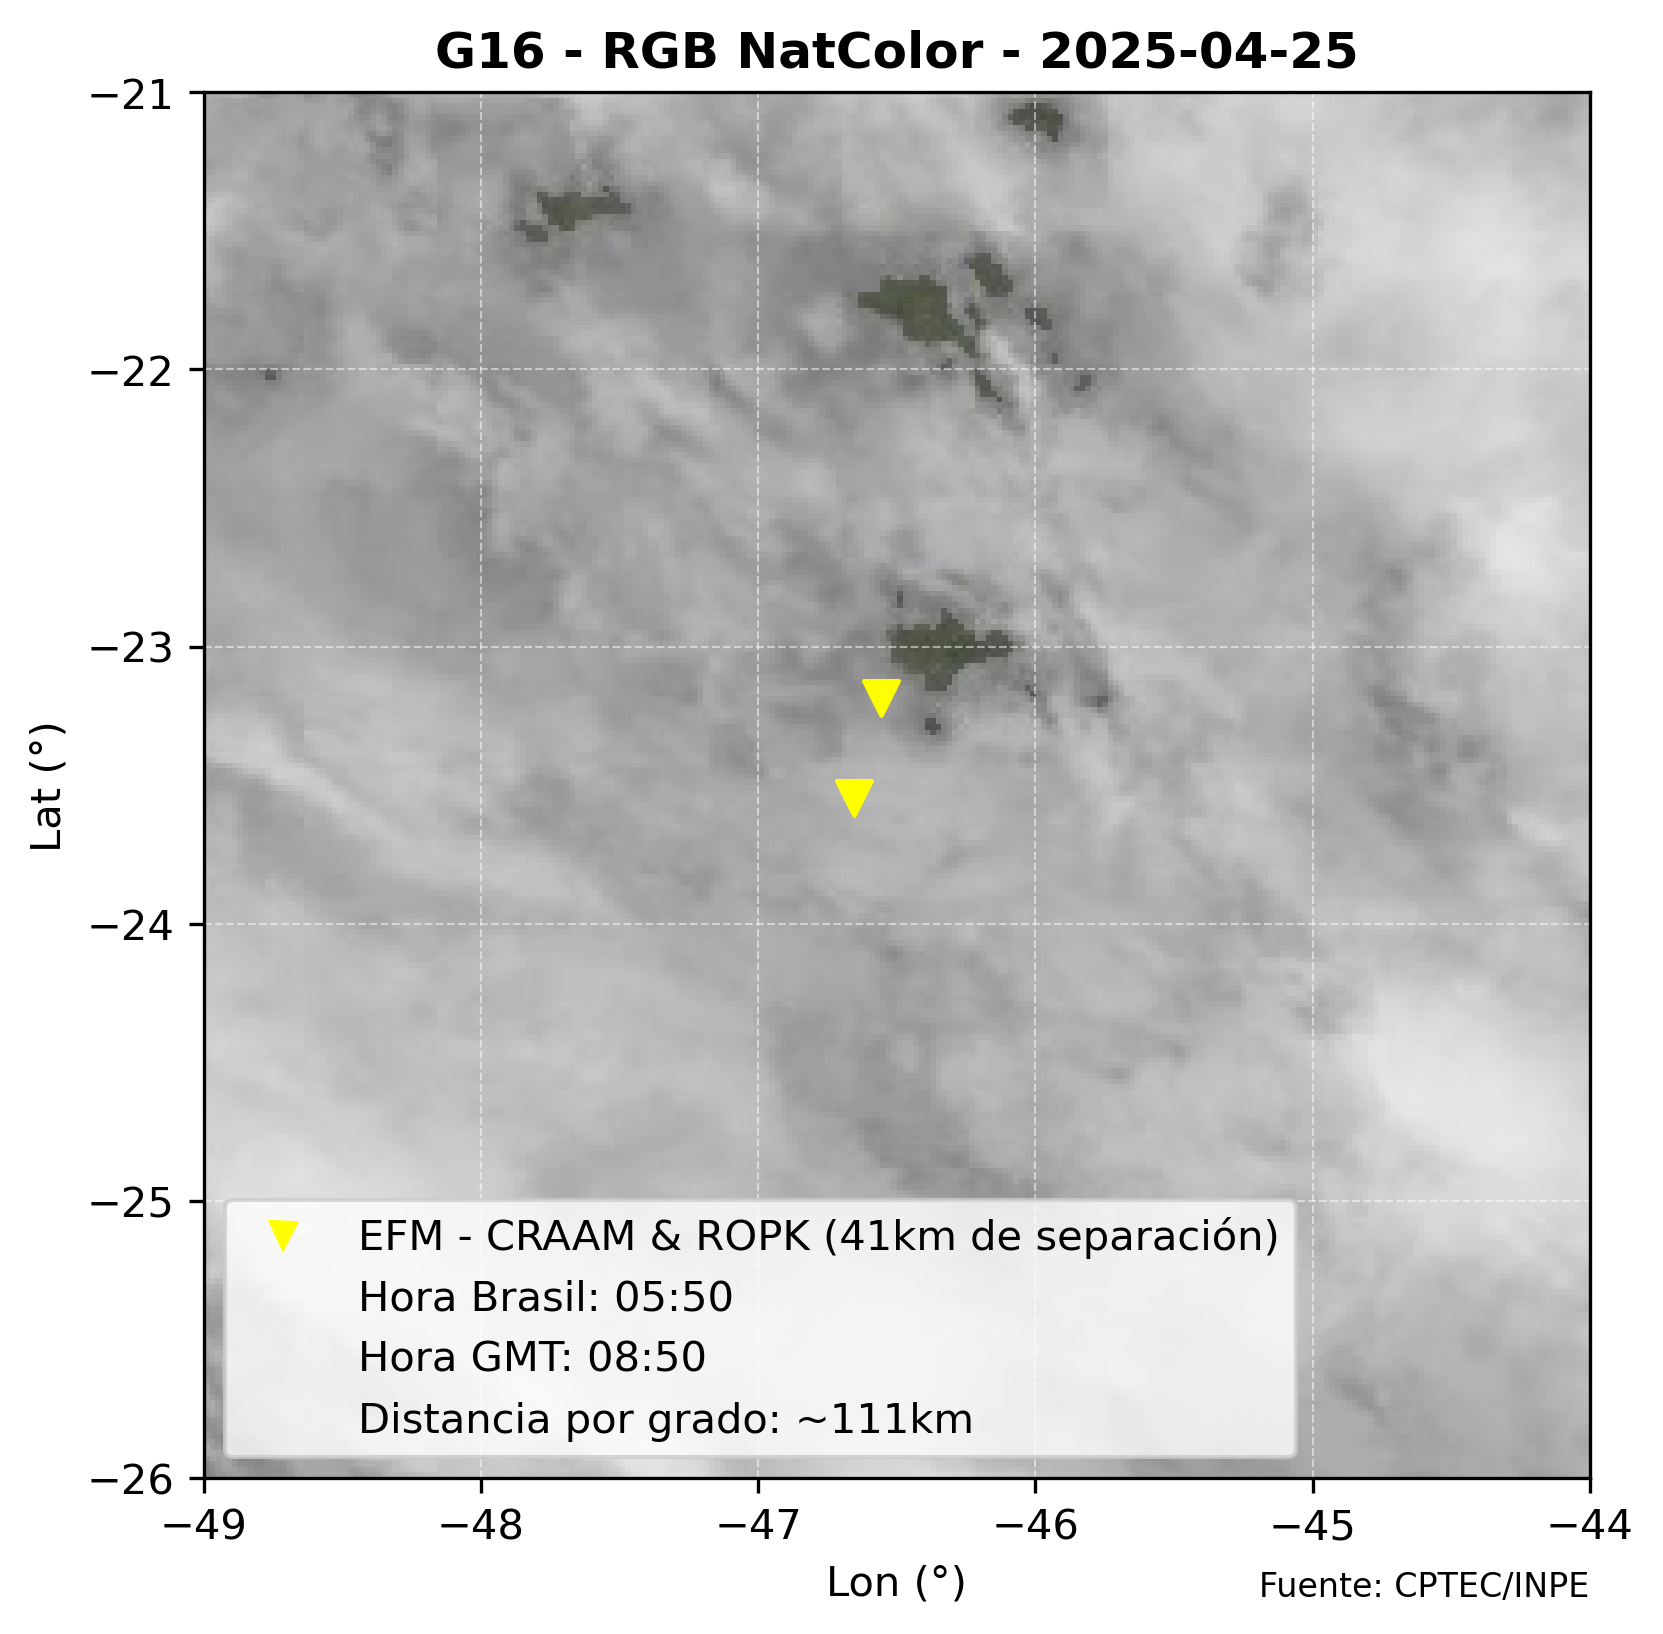 G16 - RGB NatColor - 2025-04-25
−21
−22
−23
−24
−25
−26
Lat (°)
EFM - CRAAM & ROPK (41km de separación)
Hora Brasil: 05:50
Hora GMT: 08:50
Distancia por grado: ~111km
−49
−48
−47
−46
−45
−44
Lon (°)
Fuente: CPTEC/INPE